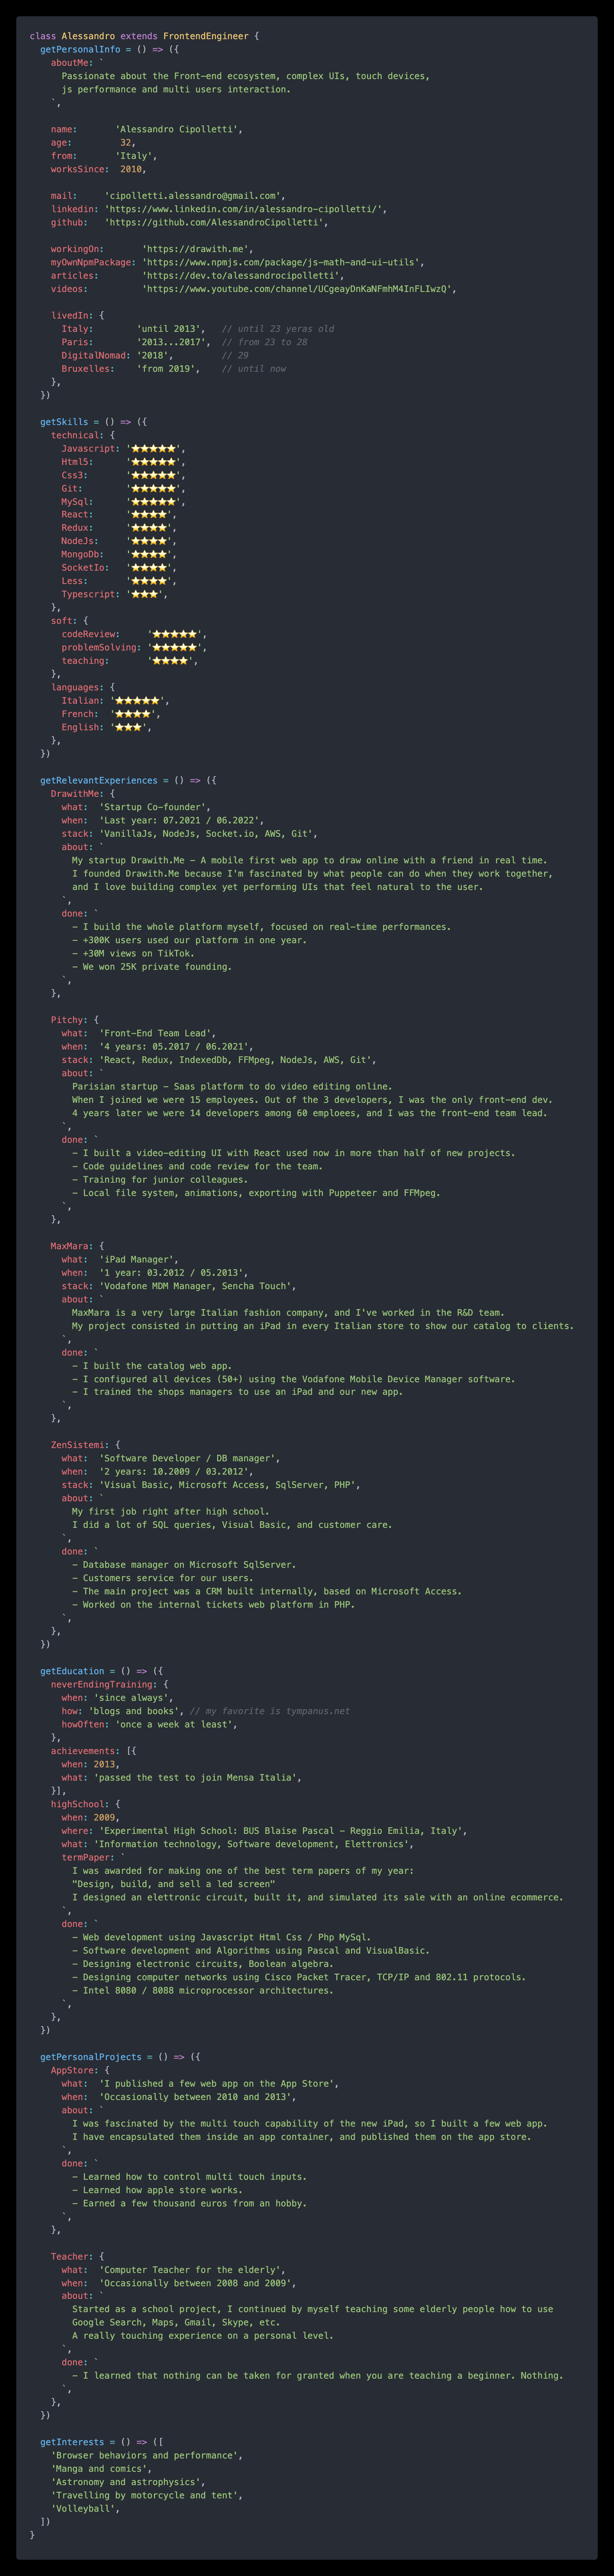 class Alessandro extends FrontendEngineer {
  getPersonalInfo = () => ({
    aboutMe: `
      Passionate about the Front-end ecosystem, complex UIs, touch devices,
      js performance and multi users interaction.
    `,

    name:       'Alessandro Cipolletti',
    age:         32,
    from:       'Italy',
    worksSince:  2010,

    mail:     'cipolletti.alessandro@gmail.com',
    linkedin: 'https://www.linkedin.com/in/alessandro-cipolletti/',
    github:   'https://github.com/AlessandroCipolletti',

    workingOn:       'https://drawith.me',
    myOwnNpmPackage: 'https://www.npmjs.com/package/js-math-and-ui-utils',
    articles:        'https://dev.to/alessandrocipolletti',
    videos:          'https://www.youtube.com/channel/UCgeayDnKaNFmhM4InFLIwzQ',

    livedIn: {
      Italy:        'until 2013',   // until 23 yeras old
      Paris:        '2013...2017',  // from 23 to 28
      DigitalNomad: '2018',         // 29
      Bruxelles:    'from 2019',    // until now
    },
  })

  getSkills = () => ({
    technical: {
      Javascript: '⭐⭐⭐⭐⭐',
      Html5:      '⭐⭐⭐⭐⭐',
      Css3:       '⭐⭐⭐⭐⭐',
      Git:        '⭐⭐⭐⭐⭐',
      MySql:      '⭐⭐⭐⭐⭐',
      React:      '⭐⭐⭐⭐',
      Redux:      '⭐⭐⭐⭐',
      NodeJs:     '⭐⭐⭐⭐',
      MongoDb:    '⭐⭐⭐⭐',
      SocketIo:   '⭐⭐⭐⭐',
      Less:       '⭐⭐⭐⭐',
      Typescript: '⭐⭐⭐',
    },
    soft: {
      codeReview:     '⭐⭐⭐⭐⭐',
      problemSolving: '⭐⭐⭐⭐⭐',
      teaching:       '⭐⭐⭐⭐',
    },
    languages: {
      Italian: '⭐⭐⭐⭐⭐',
      French:  '⭐⭐⭐⭐',
      English: '⭐⭐⭐',
    },
  })

  getRelevantExperiences = () => ({
    DrawithMe: {
      what:  'Startup Co-founder',
      when:  'Last year: 07.2021 / 06.2022',
      stack: 'VanillaJs, NodeJs, Socket.io, AWS, Git',
      about: `
        My startup Drawith.Me - A mobile first web app to draw online with a friend in real time.
        I founded Drawith.Me because I'm fascinated by what people can do when they work together,
        and I love building complex yet performing UIs that feel natural to the user.
      `,
      done: `
        - I build the whole platform myself, focused on real-time performances.
        - +300K users used our platform in one year.
        - +30M views on TikTok.
        - We won 25K private founding.
      `,
    },

    Pitchy: {
      what:  'Front-End Team Lead',
      when:  '4 years: 05.2017 / 06.2021',
      stack: 'React, Redux, IndexedDb, FFMpeg, NodeJs, AWS, Git',
      about: `
        Parisian startup - Saas platform to do video editing online.
        When I joined we were 15 employees. Out of the 3 developers, I was the only front-end dev.
        4 years later we were 14 developers among 60 emploees, and I was the front-end team lead.
      `,
      done: `
        - I built a video-editing UI with React used now in more than half of new projects.
        - Code guidelines and code review for the team.
        - Training for junior colleagues.
        - Local file system, animations, exporting with Puppeteer and FFMpeg.
      `,
    },

    MaxMara: {
      what:  'iPad Manager',
      when:  '1 year: 03.2012 / 05.2013',
      stack: 'Vodafone MDM Manager, Sencha Touch',
      about: `
        MaxMara is a very large Italian fashion company, and I've worked in the R&D team.
        My project consisted in putting an iPad in every Italian store to show our catalog to clients.
      `,
      done: `
        - I built the catalog web app.
        - I configured all devices (50+) using the Vodafone Mobile Device Manager software.
        - I trained the shops managers to use an iPad and our new app.
      `,
    },

    ZenSistemi: {
      what:  'Software Developer / DB manager',
      when:  '2 years: 10.2009 / 03.2012',
      stack: 'Visual Basic, Microsoft Access, SqlServer, PHP',
      about: `
        My first job right after high school.
        I did a lot of SQL queries, Visual Basic, and customer care.
      `,
      done: `
        - Database manager on Microsoft SqlServer.
        - Customers service for our users.
        - The main project was a CRM built internally, based on Microsoft Access.
        - Worked on the internal tickets web platform in PHP.
      `,
    },
  })

  getEducation = () => ({
    neverEndingTraining: {
      when: 'since always',
      how: 'blogs and books', // my favorite is tympanus.net
      howOften: 'once a week at least',
    },
    achievements: [{
      when: 2013,
      what: 'passed the test to join Mensa Italia',
    }],
    highSchool: {
      when: 2009,
      where: 'Experimental High School: BUS Blaise Pascal - Reggio Emilia, Italy',
      what: 'Information technology, Software development, Elettronics',
      termPaper: `
        I was awarded for making one of the best term papers of my year:
        "Design, build, and sell a led screen"
        I designed an elettronic circuit, built it, and simulated its sale with an online ecommerce.
      `,
      done: `
        - Web development using Javascript Html Css / Php MySql.
        - Software development and Algorithms using Pascal and VisualBasic.
        - Designing electronic circuits, Boolean algebra.
        - Designing computer networks using Cisco Packet Tracer, TCP/IP and 802.11 protocols.
        - Intel 8080 / 8088 microprocessor architectures.
      `,
    },
  })

  getPersonalProjects = () => ({
    AppStore: {
      what:  'I published a few web app on the App Store',
      when:  'Occasionally between 2010 and 2013',
      about: `
        I was fascinated by the multi touch capability of the new iPad, so I built a few web app.
        I have encapsulated them inside an app container, and published them on the app store.
      `,
      done: `
        - Learned how to control multi touch inputs.
        - Learned how apple store works.
        - Earned a few thousand euros from an hobby.
      `,
    },

    Teacher: {
      what:  'Computer Teacher for the elderly',
      when:  'Occasionally between 2008 and 2009',
      about: `
        Started as a school project, I continued by myself teaching some elderly people how to use
        Google Search, Maps, Gmail, Skype, etc.
        A really touching experience on a personal level.
      `,
      done: `
        - I learned that nothing can be taken for granted when you are teaching a beginner. Nothing.
      `,
    },
  })

  getInterests = () => ([
    'Browser behaviors and performance',
    'Manga and comics',
    'Astronomy and astrophysics',
    'Travelling by motorcycle and tent',
    'Volleyball',
  ])
}